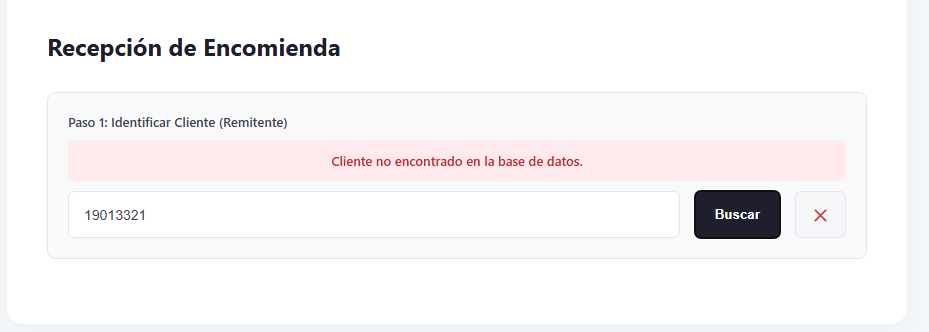 Recepción de Encomienda
Paso 1: Identificar Cliente (Remitente)
Cliente no encontrado en la base de datos.
19013321
Buscar